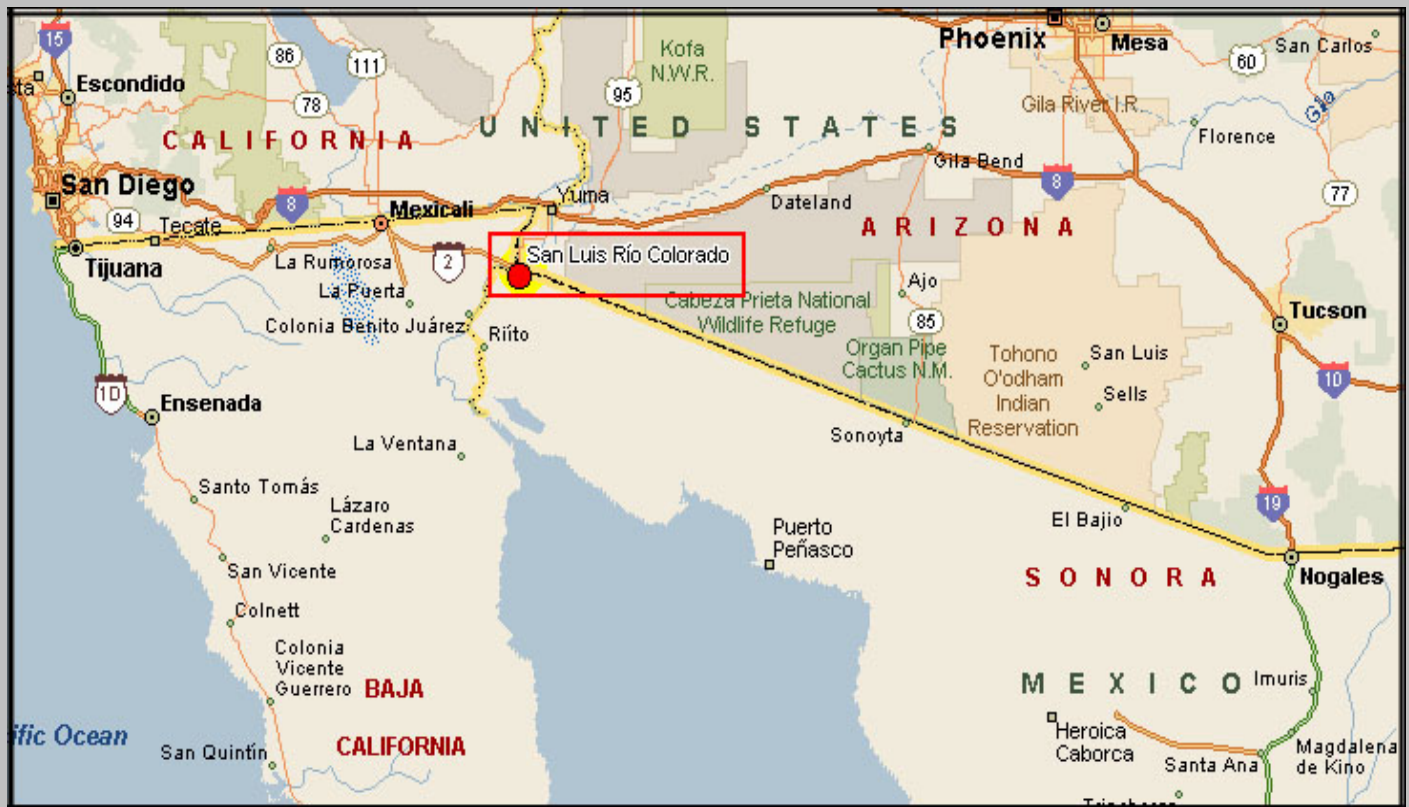 15
Escondido
86
111
Kofa
N.W.R.
95
Phoenix
Mesa
60
San Carlos
78
Gila River I.R.
Gila
Florence
CALIFORNIA
UNITED STATES
Gila Bend
San Diego
8
8
77
94
Tecate
Mexicali
Yuma
Dateland
ARIZONA
Tijuana
La Rumorosa
2
San Luis Río Colorado
La Puerta
Ajo
Cabeza Prieta National
Wildlife Refuge
85
Tucson
Colonia Benito Juárez
Riíto
Organ Pipe
Cactus N.M.
Tohono
O'odham
Indian
Reservation
San Luis
Sells
10
1D
Ensenada
La Ventana
Sonoyta
Santo Tomás
Lázaro
Cardenas
19
El Bajio
Puerto
Peñasco
San Vicente
SONORA
Nogales
Colnett
Colonia
Vicente
Guerrero
BAJA
CALIFORNIA
MEXICO
Imuris
ific Ocean
San Quintín
Heroica
Caborca
Santa Ana
Magdalena
de Kino